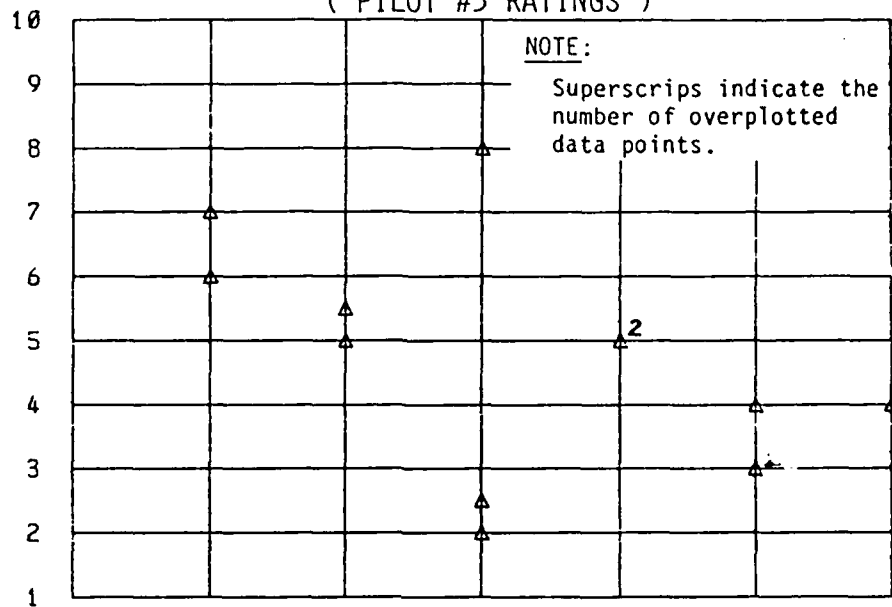 ( PILOT #3 RATINGS )
NOTE:
Superscrips indicate the
number of overplotted
data points.
10
9
8
7
6
5
4
3
2
1
2